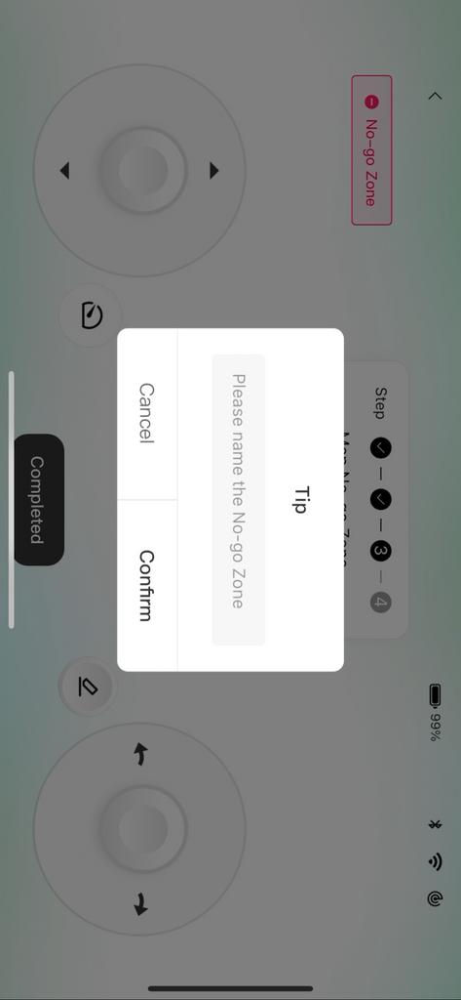 No-go Zone
Step
3
4
99%
Tip
Please name the No-go Zone
Cancel
Confirm
Completed